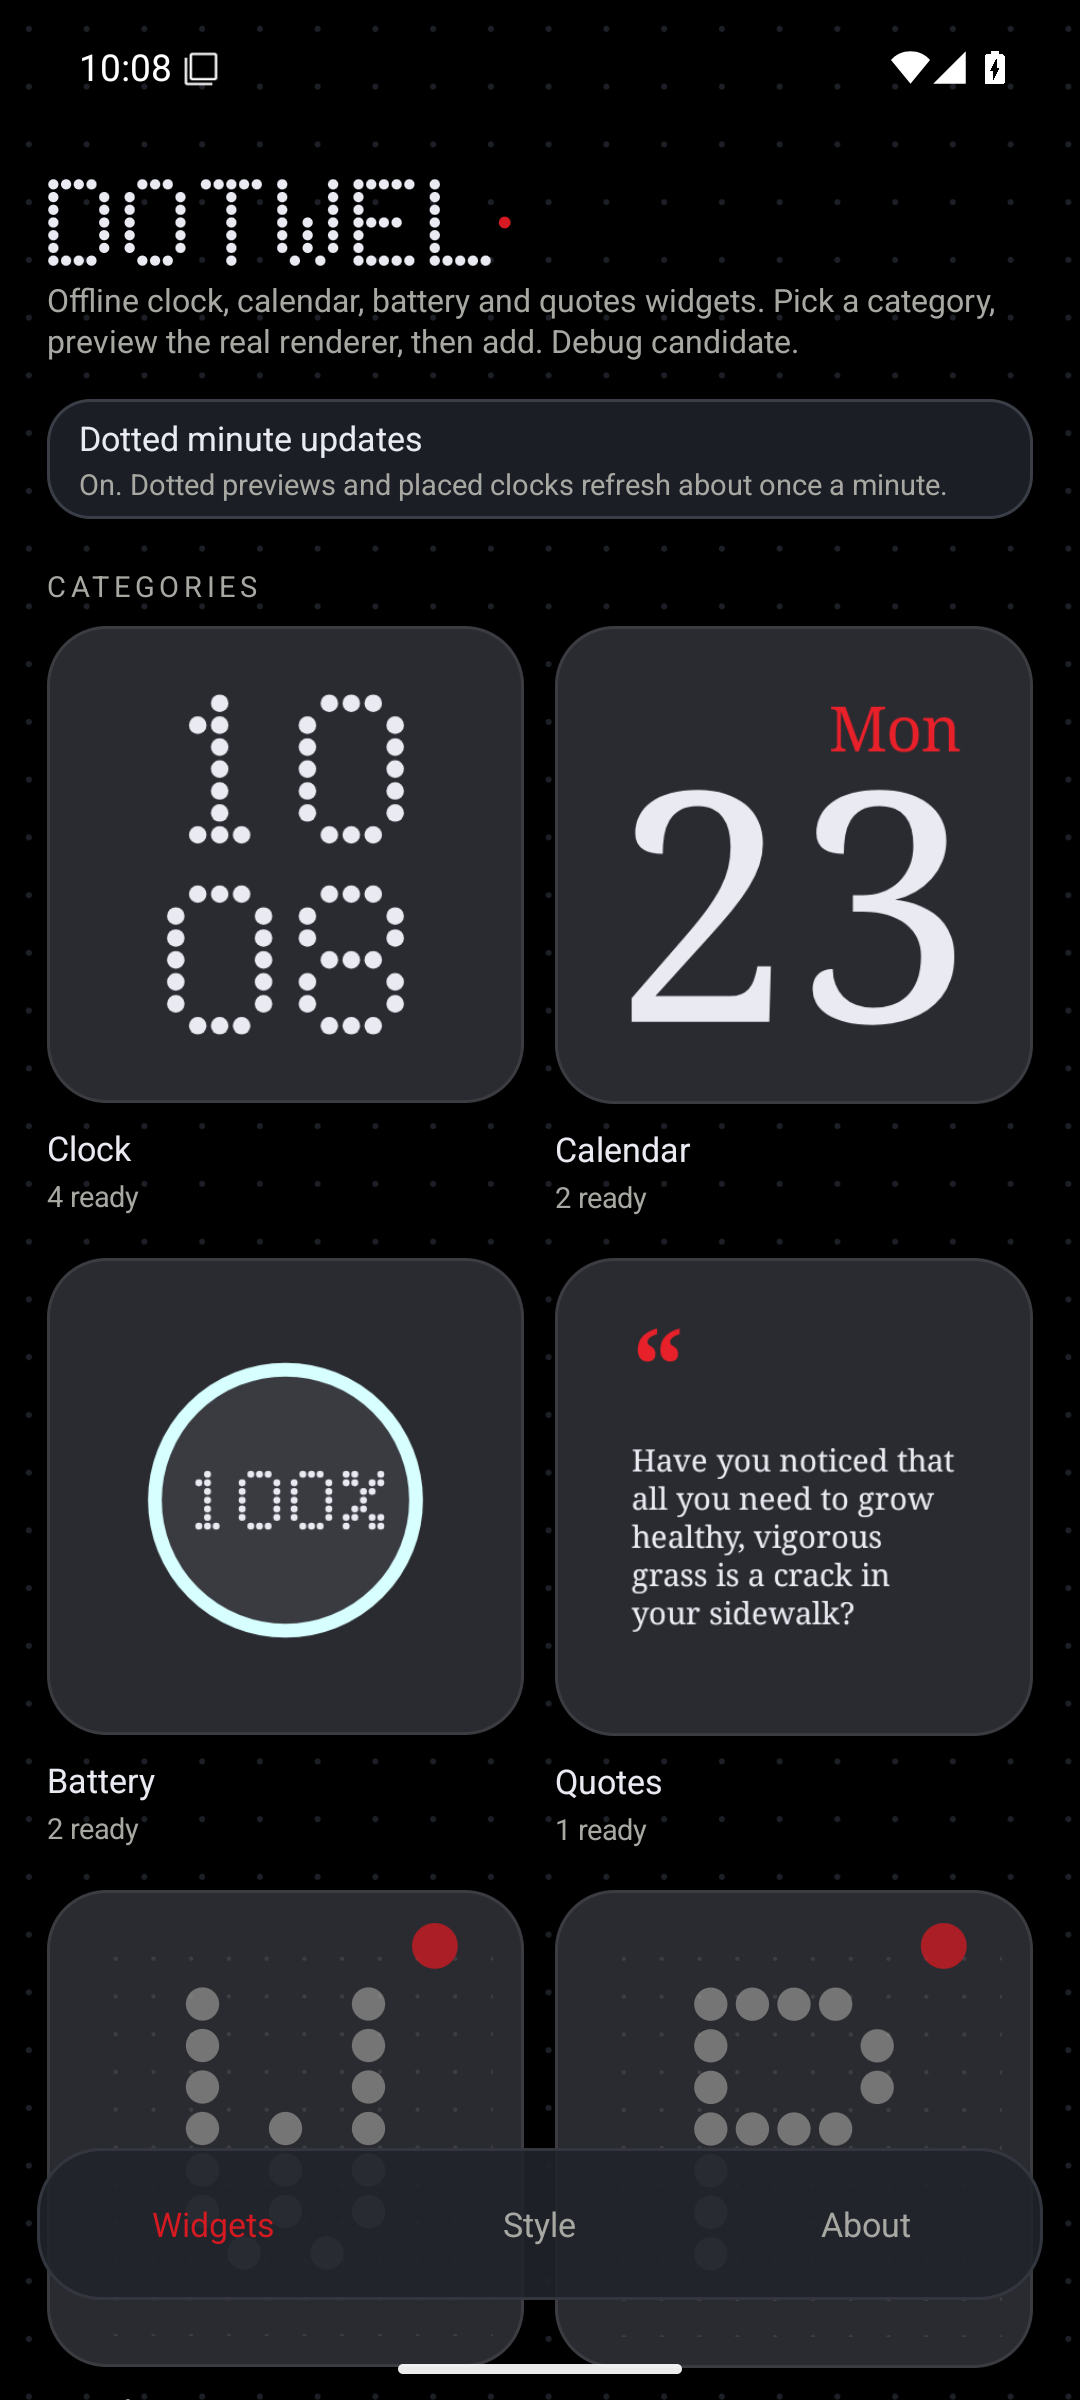 10:08
DOTWEL
Offline clock, calendar, battery and quotes widgets. Pick a category,
preview the real renderer, then add. Debug candidate.
Dotted minute updates
On. Dotted previews and placed clocks refresh about once a minute.
CATEGORIES
10
08
Mon
23
Clock
4 ready
Calendar
2 ready
100%
“
Have you noticed that
all you need to grow
healthy, vigorous
grass is a crack in
your sidewalk?
Battery
2 ready
Quotes
1 ready
W
P
Widgets
Style
About